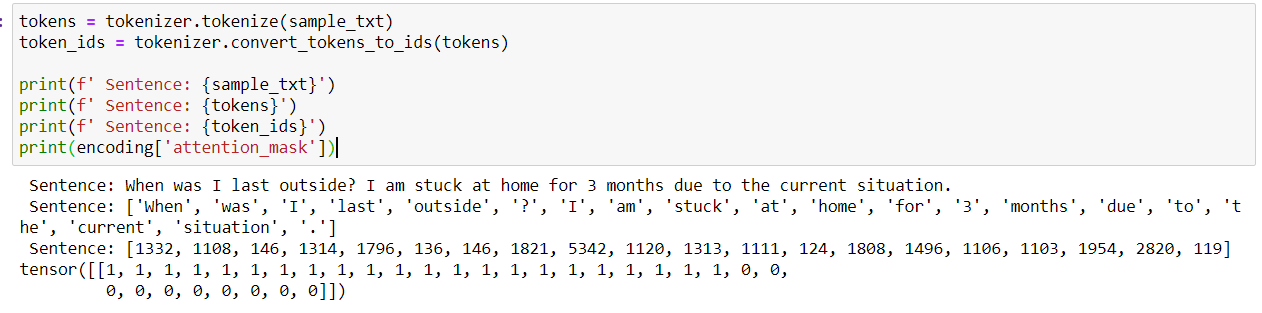 :
tokens = tokenizer.tokenize(sample_txt)
token_ids = tokenizer.convert_tokens_to_ids(tokens)
print(f' Sentence: {sample_txt}')
print(f' Sentence: {tokens}')
print(f' Sentence: {token_ids}')
print(encoding['attention_mask'])
Sentence: When was I last outside? I am stuck at home for 3 months due to the current situation.
Sentence: ['When', 'was', 'I', 'last', 'outside', '?', 'I', 'am', 'stuck', 'at', 'home', 'for', '3', 'months', 'due', 'to', 't
he', 'current', 'situation', '.']
Sentence: [1332, 1108, 146, 1314, 1796, 136, 146, 1821, 5342, 1120, 1313, 1111, 124, 1808, 1496, 1106, 1103, 1954, 2820, 119]
tensor([[1, 1, 1, 1, 1, 1, 1, 1, 1, 1, 1, 1, 1, 1, 1, 1, 1, 1, 1, 1, 1, 1, 0, 0,
0, 0, 0, 0, 0, 0, 0, 0]])